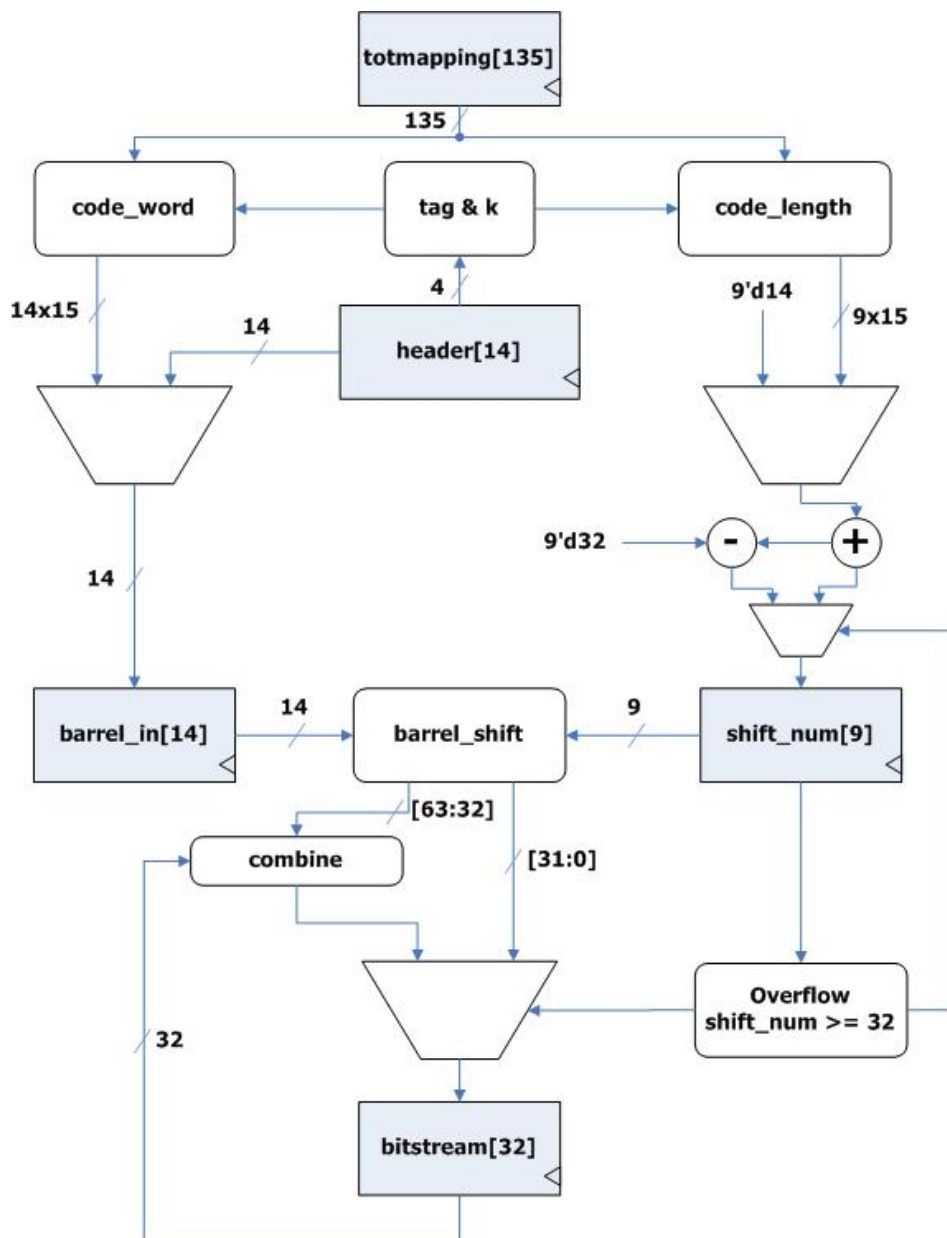 totmapping[135]
135
code_word
tag & k
code_length
14x15
4
9'd14
9x15
14
header[14]
9'd32
-
+
14
barrel_in[14]
14
barrel_shift
9
shift_num[9]
[63:32]
combine
[31:0]
Overflow
shift_num >= 32
32
bitstream[32]